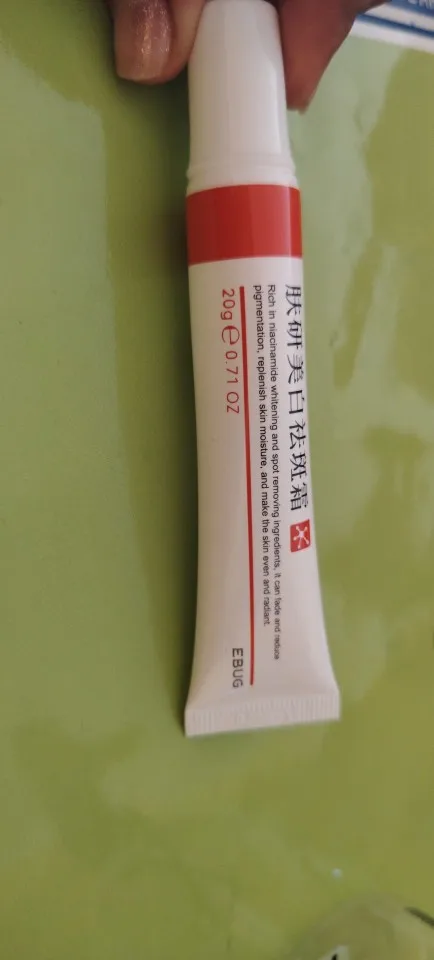 肤研美白祛斑霜
Rich in niacinamide whitening and spot removing ingredients, it can fade and reduce
pigmentation, replenish skin moisture, and make the skin even and radiant.
20g e 0.71 OZ
EBUG